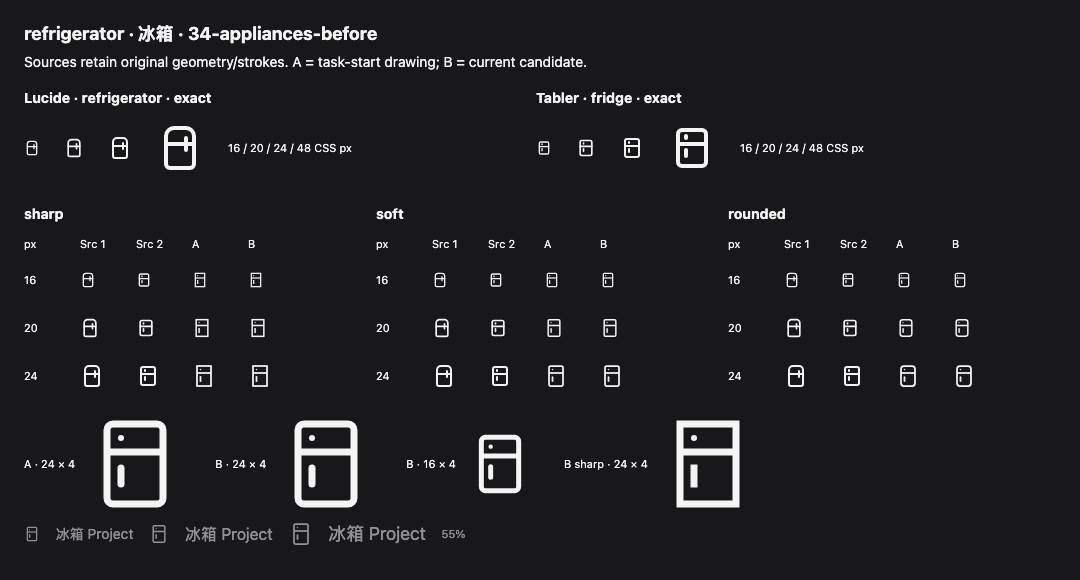 refrigerator · 冰箱 · 34-appliances-before
Sources retain original geometry/strokes. A = task-start drawing; B = current candidate.
Lucide · refrigerator · exact
16 / 20 / 24 / 48 CSS px
Tabler · fridge · exact
16 / 20 / 24 / 48 CSS px
sharp
px Src 1 Src 2 A B
16
20
24
soft
px Src 1 Src 2 A B
16
20
24
rounded
px Src 1 Src 2 A B
16
20
24
A · 24 × 4
B · 24 × 4
B · 16 × 4
B sharp · 24 × 4
冰箱 Project 冰箱 Project 冰箱 Project 55%